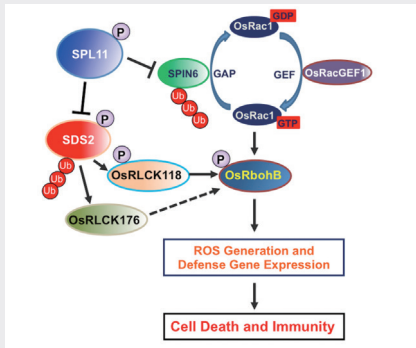 GDP
OsRac1
P
SPL11
SPIN6
GAP
GEF
OsRacGEF1
Ub
Ub
Ub
OsRac1
GTP
P
SDS2
Ub
Ub
Ub
P
OsRLCK118
P
OsRbohB
OsRLCK176
ROS Generation and
Defense Gene Expression
Cell Death and Immunity